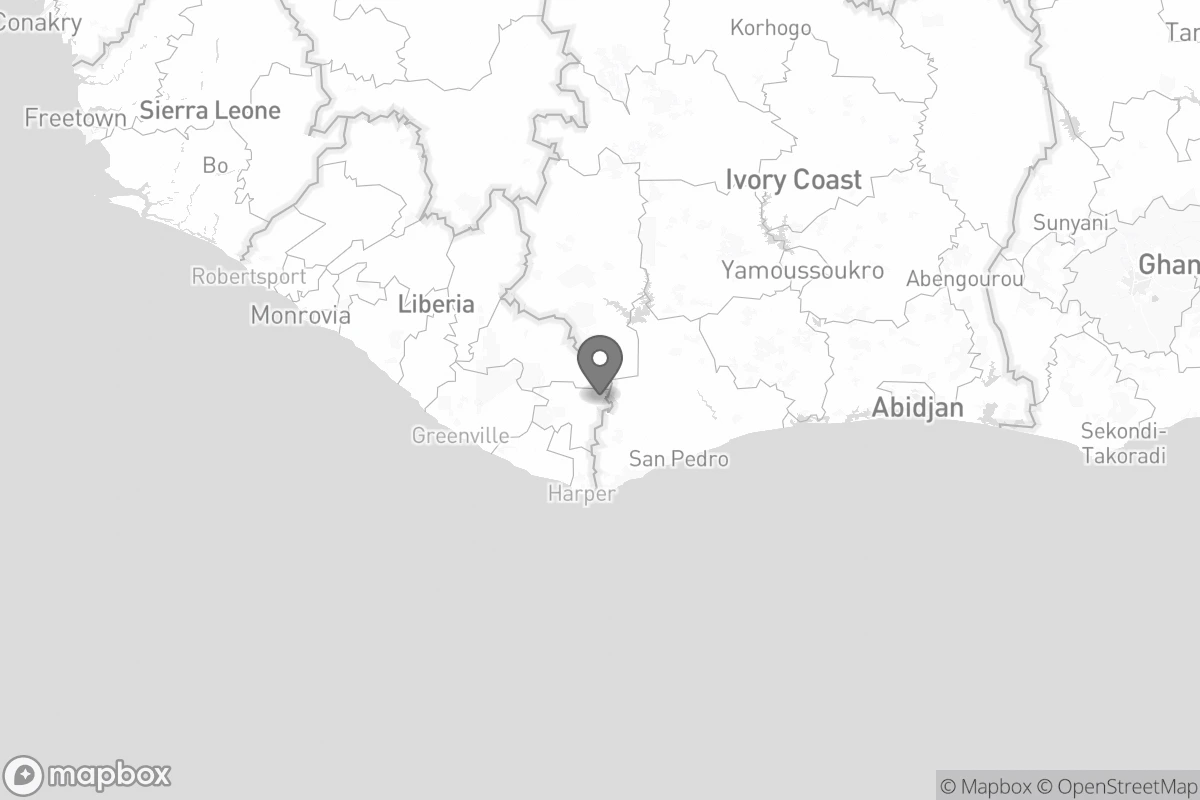 Conakry
Korhogo
Freetown
Sierra Leone
Bo
Ivory Coast
Sunyani
Robertsport
Yamoussoukro
Abengourou
Ghan
Monrovia
Liberia
Abidjan
Greenville
San Pedro
Sekondi-
Takoradi
Harper
mapbox
© Mapbox © OpenStreetMap